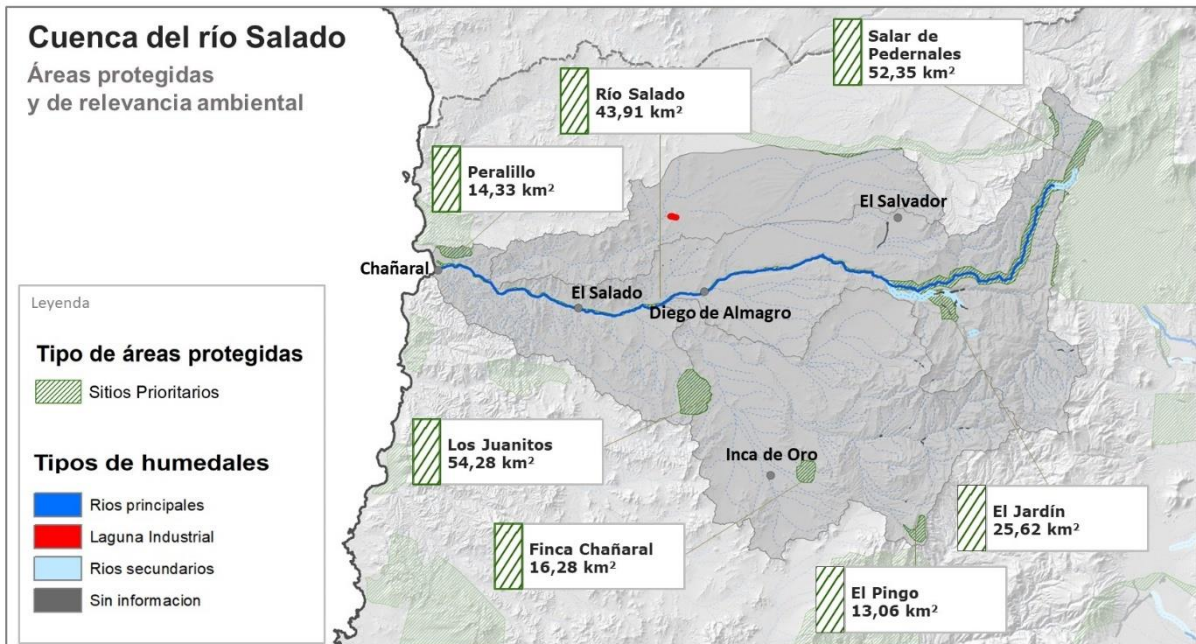 Cuenca del río Salado
Áreas protegidas
y de relevancia ambiental
Salar de
Pedernales
52,35 km²
Río Salado
43,91 km²
Peralillo
14,33 km²
El Salvador
Chañaral
El Salado
Diego de Almagro
Leyenda
Tipo de áreas protegidas
Sitios Prioritarios
Tipos de humedales
Rios principales
Laguna Industrial
Rios secundarios
Sin informacion
Los Juanitos
54,28 km²
Inca de Oro
Finca Chañaral
16,28 km²
El Jardín
25,62 km²
El Pingo
13,06 km²